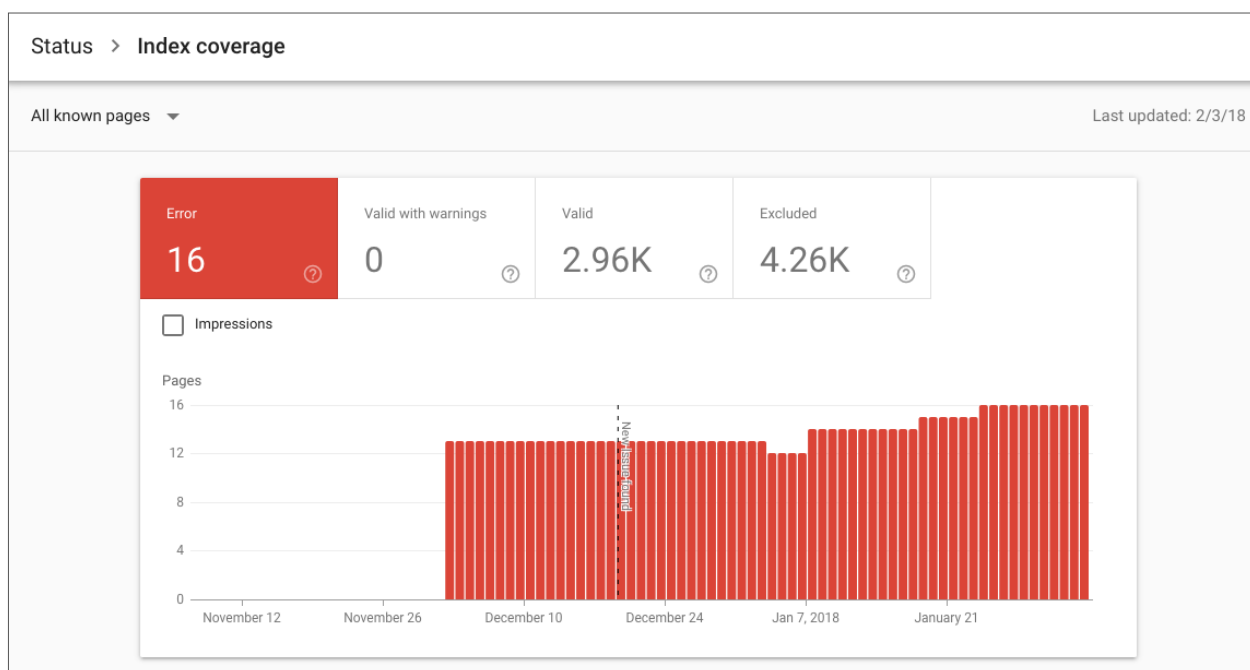 Status > Index coverage
All known pages
Last updated: 2/3/18
Error
Valid with warnings
Valid
Excluded
16
0
2.96K
4.26K
Impressions
Pages
16
12
8
4
0
New issue found
November 12
November 26
December 10
December 24
Jan 7, 2018
January 21